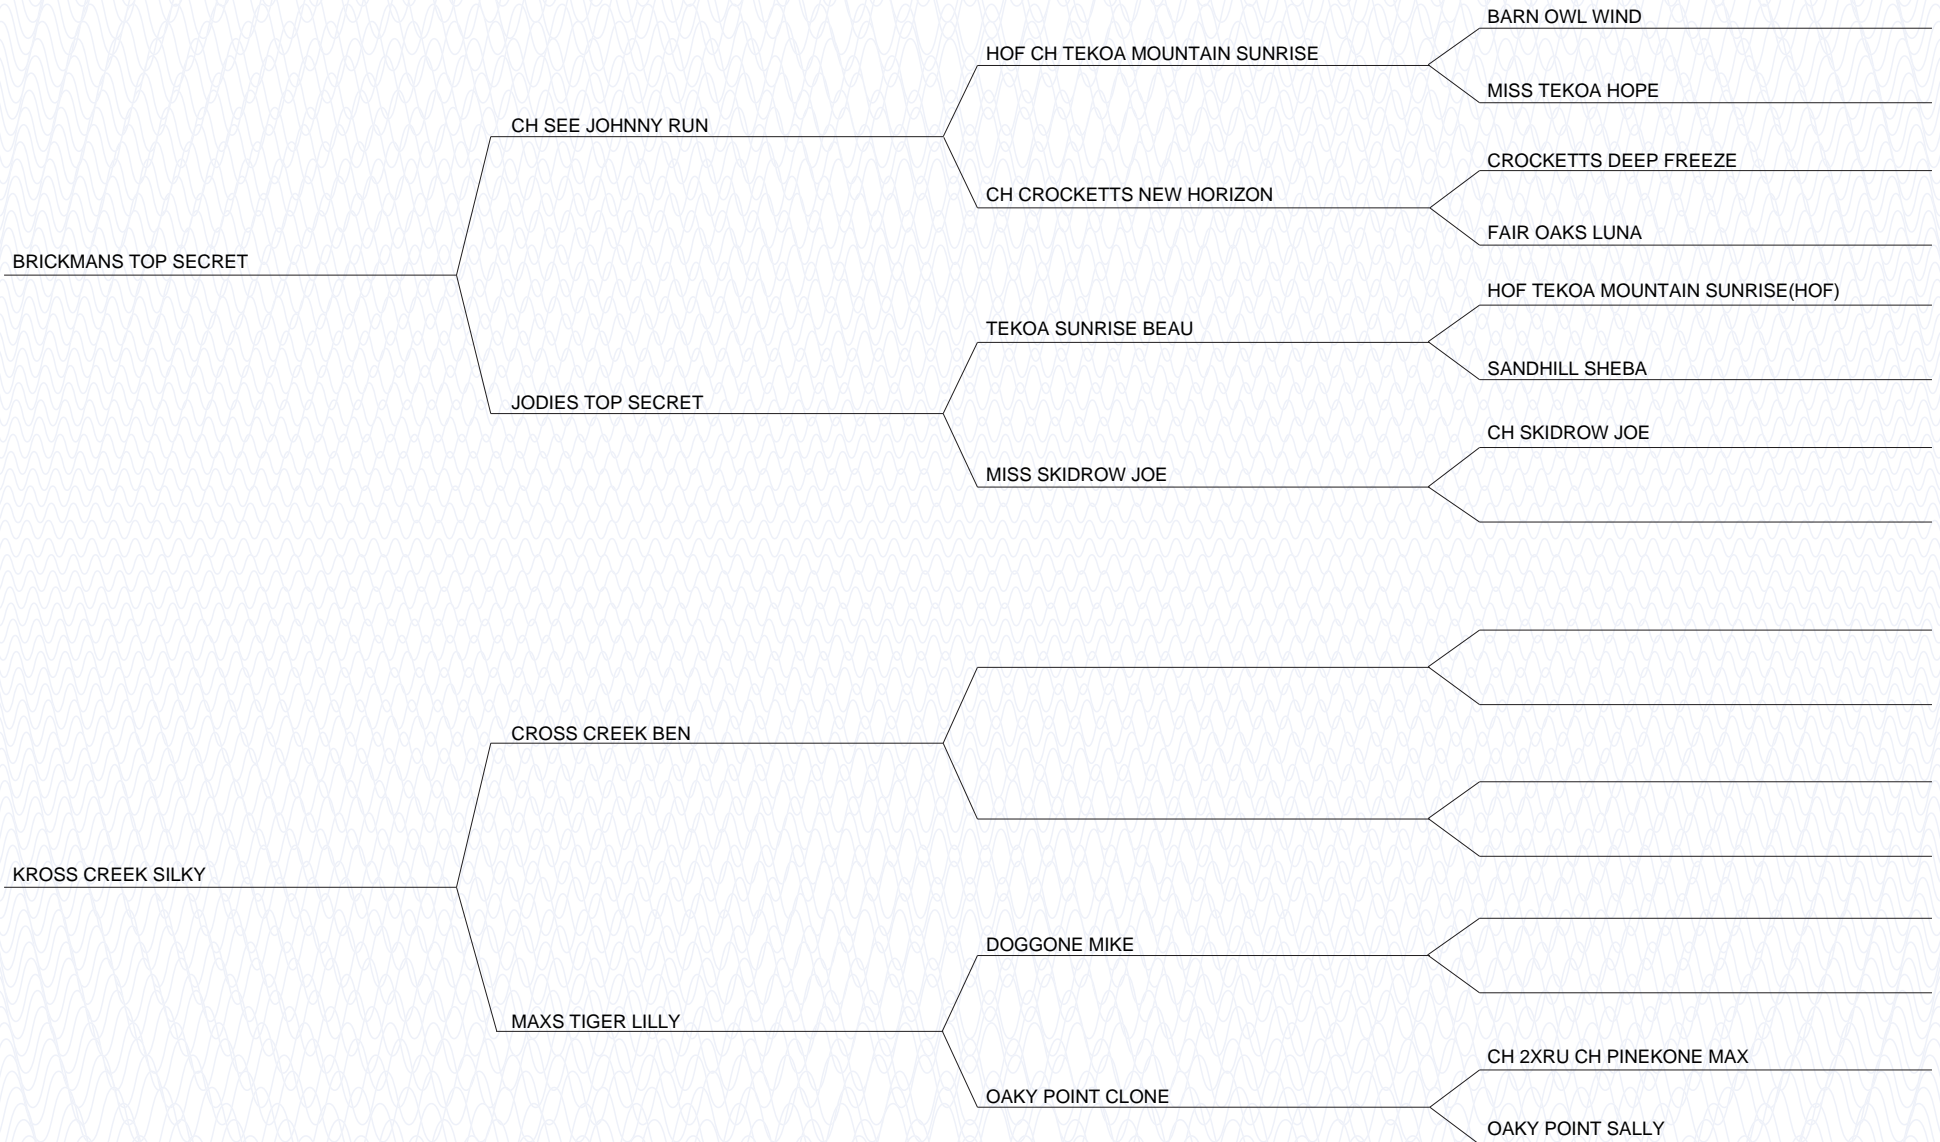 BARN OWL WIND
HOF CH TEKOA MOUNTAIN SUNRISE
MISS TEKOA HOPE
CH SEE JOHNNY RUN
CROCKETTS DEEP FREEZE
CH CROCKETTS NEW HORIZON
FAIR OAKS LUNA
BRICKMANS TOP SECRET
HOF TEKOA MOUNTAIN SUNRISE(HOF)
TEKOA SUNRISE BEAU
SANDHILL SHEBA
JODIES TOP SECRET
CH SKIDROW JOE
MISS SKIDROW JOE
CROSS CREEK BEN
KROSS CREEK SILKY
DOGGONE MIKE
MAXS TIGER LILLY
CH 2XRU CH PINEKONE MAX
OAKY POINT CLONE
OAKY POINT SALLY